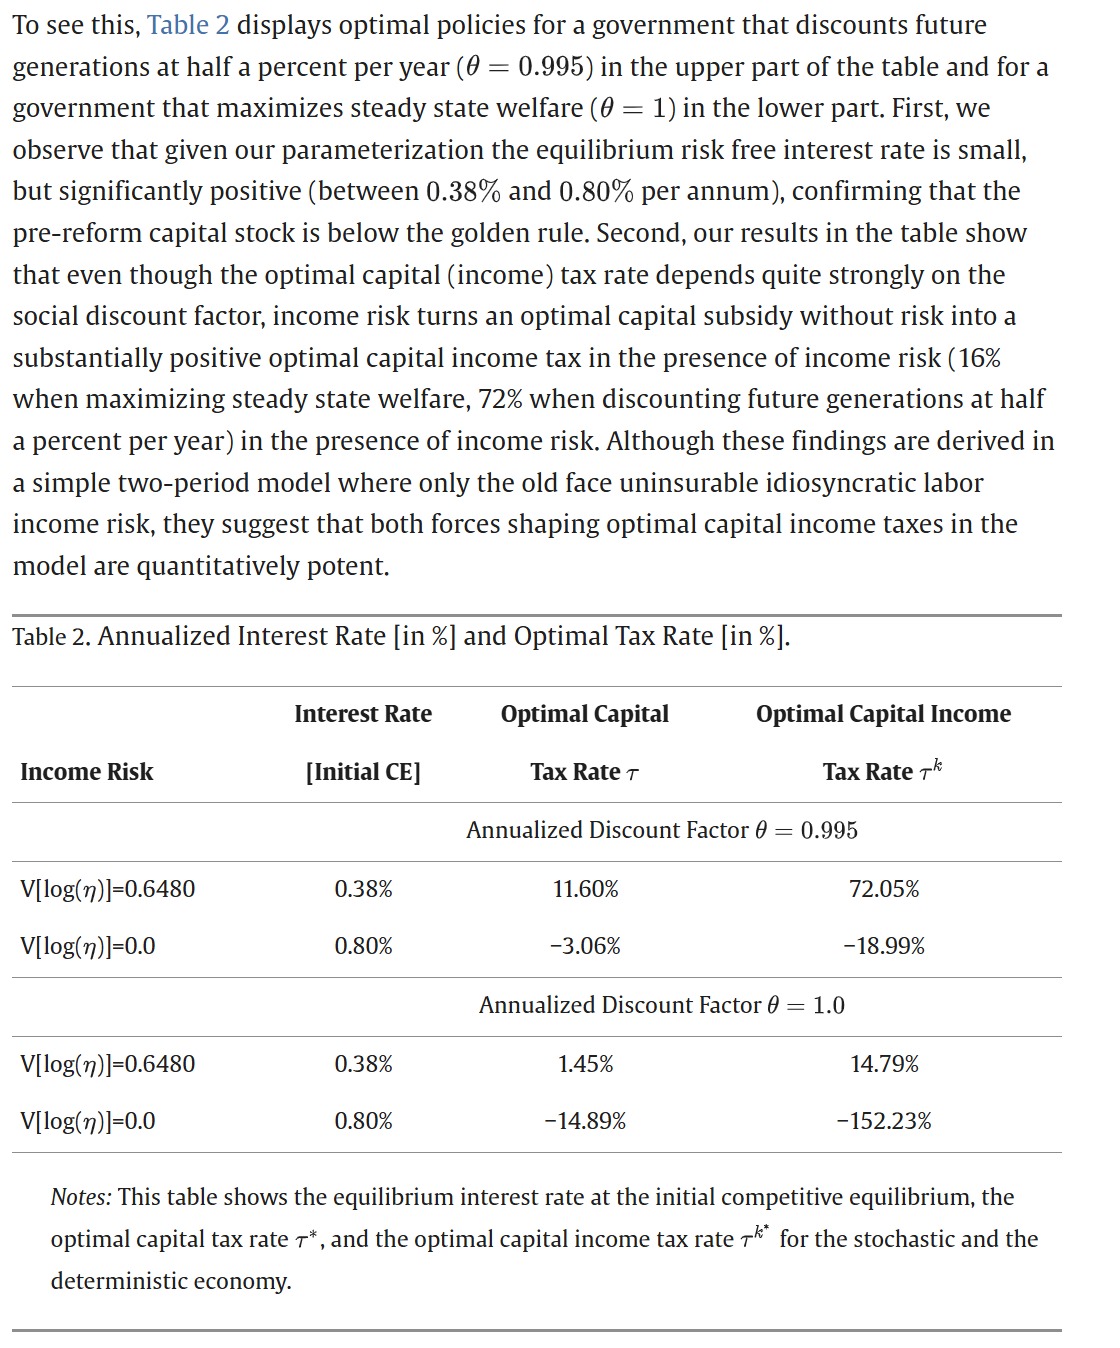 To see this, Table 2 displays optimal policies for a government that discounts future
generations at half a percent per year (θ = 0.995) in the upper part of the table and for a
government that maximizes steady state welfare (θ = 1) in the lower part. First, we
observe that given our parameterization the equilibrium risk free interest rate is small,
but significantly positive (between 0.38% and 0.80% per annum), confirming that the
pre-reform capital stock is below the golden rule. Second, our results in the table show
that even though the optimal capital (income) tax rate depends quite strongly on the
social discount factor, income risk turns an optimal capital subsidy without risk into a
substantially positive optimal capital income tax in the presence of income risk (16%
when maximizing steady state welfare, 72% when discounting future generations at half
a percent per year) in the presence of income risk. Although these findings are derived in
a simple two-period model where only the old face uninsurable idiosyncratic labor
income risk, they suggest that both forces shaping optimal capital income taxes in the
model are quantitatively potent.
Table 2. Annualized Interest Rate [in %] and Optimal Tax Rate [in %].
Interest Rate Optimal Capital Optimal Capital Income
Income Risk [Initial CE] Tax Rate τ Tax Rate τ^k
Annualized Discount Factor θ = 0.995
V[log(η)]=0.6480 0.38% 11.60% 72.05%
V[log(η)]=0.0 0.80% −3.06% −18.99%
Annualized Discount Factor θ = 1.0
V[log(η)]=0.6480 0.38% 1.45% 14.79%
V[log(η)]=0.0 0.80% −14.89% −152.23%
Notes: This table shows the equilibrium interest rate at the initial competitive equilibrium, the
optimal capital tax rate τ*, and the optimal capital income tax rate τ^k* for the stochastic and the
deterministic economy.